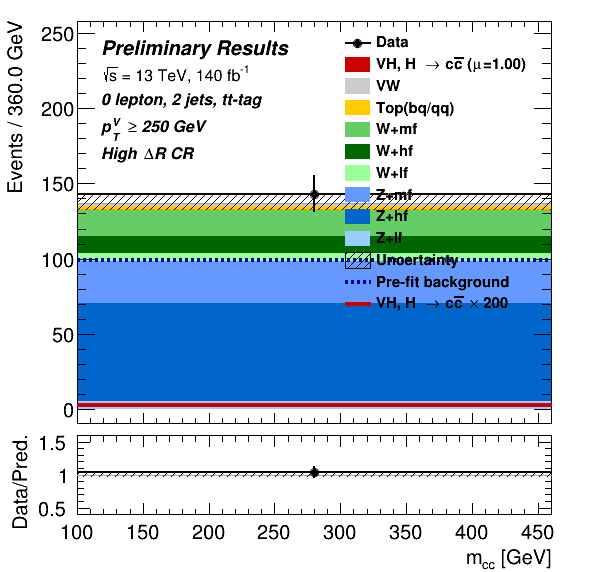 Events / 360.0 GeV
250
200
150
100
50
0
Preliminary Results
√s = 13 TeV, 140 fb⁻¹
0 lepton, 2 jets, tt-tag
p_T^V ≥ 250 GeV
High ΔR CR
Data
VH, H → cc̅ (μ=1.00)
VW
Top(bq/qq)
W+mf
W+hf
W+lf
Z+mf
Z+hf
Z+lf
Uncertainty
Pre-fit background
VH, H → cc̅ × 200
Data/Pred.
1.5
1
0.5
100 150 200 250 300 350 400 450
m_cc [GeV]